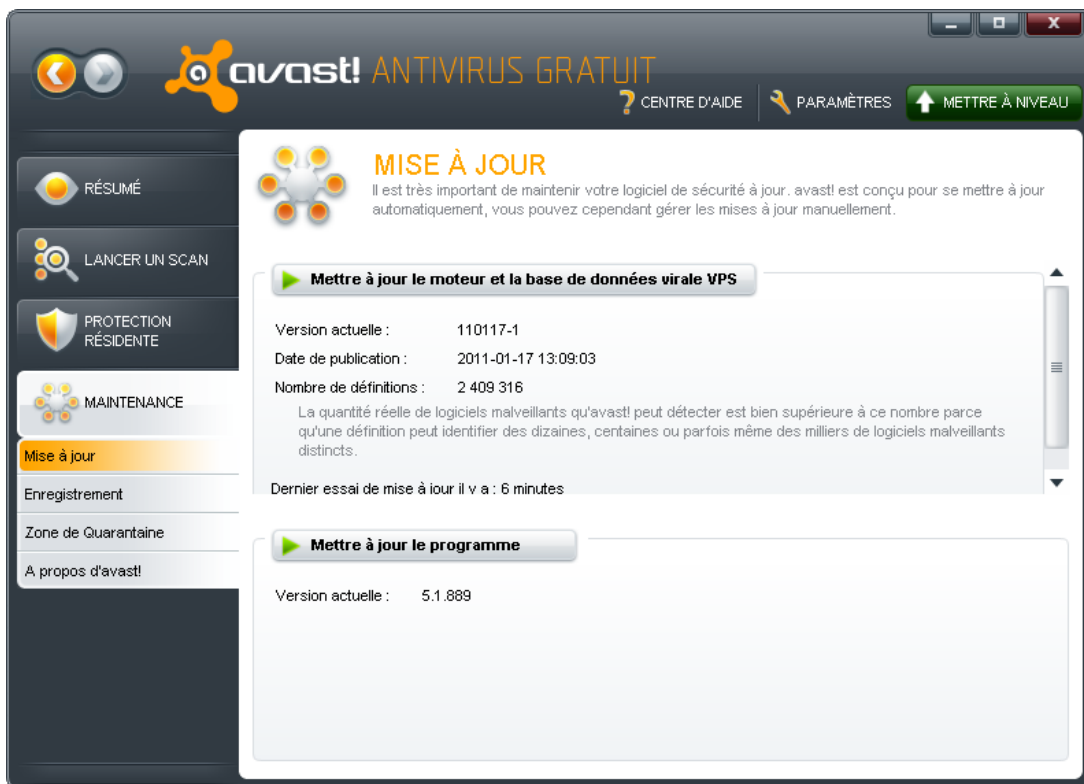 avast! ANTIVIRUS GRATUIT
CENTRE D'AIDE
PARAMÈTRES
METTRE À NIVEAU
RÉSUMÉ
LANCER UN SCAN
PROTECTION
RÉSIDENTE
MAINTENANCE
Mise à jour
Enregistrement
Zone de Quarantaine
A propos d'avast!
MISE À JOUR
Il est très important de maintenir votre logiciel de sécurité à jour. avast! est conçu pour se mettre à jour
automatiquement, vous pouvez cependant gérer les mises à jour manuellement.
Mettre à jour le moteur et la base de données virale VPS
Version actuelle : 110117-1
Date de publication : 2011-01-17 13:09:03
Nombre de définitions : 2 409 316
La quantité réelle de logiciels malveillants qu'avast! peut détecter est bien supérieure à ce nombre parce
qu'une définition peut identifier des dizaines, centaines ou parfois même des milliers de logiciels malveillants
distincts.
Dernier essai de mise à jour il y a : 6 minutes
Mettre à jour le programme
Version actuelle : 5.1.889